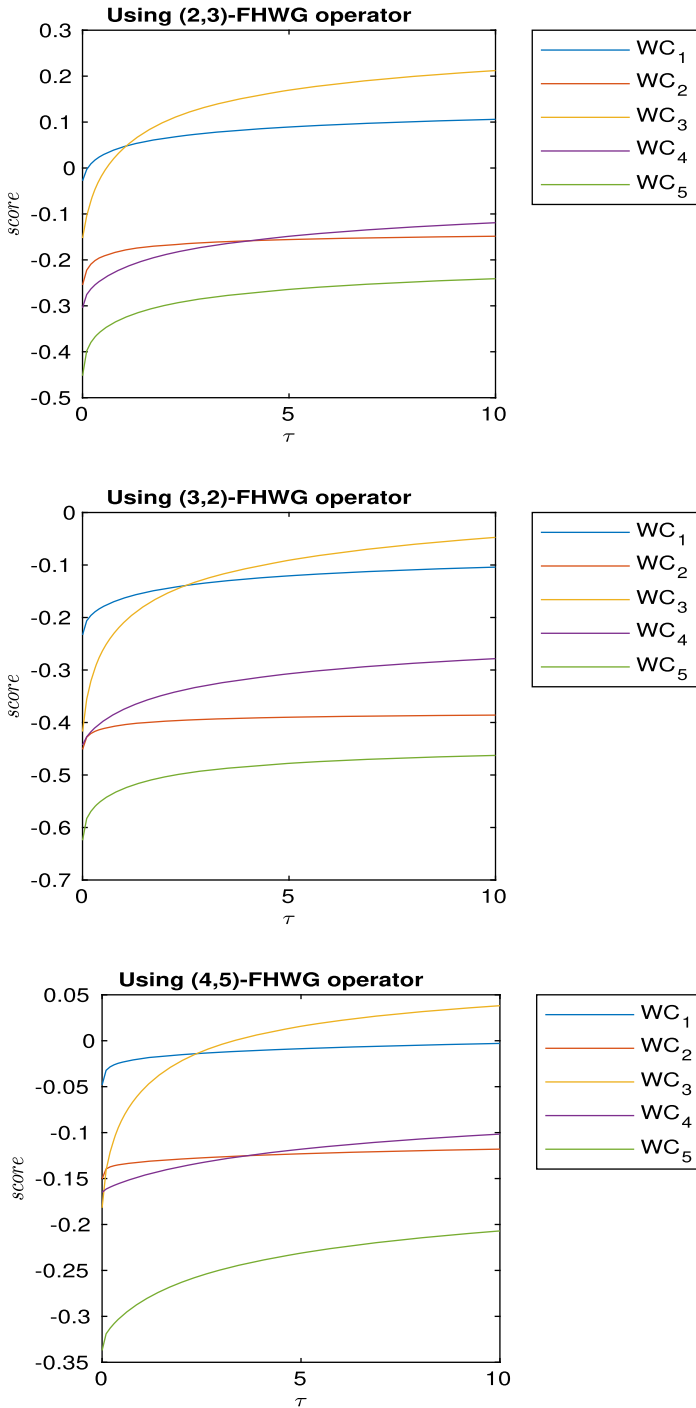 Using (2,3)-FHWG operator
0.3
0.2
0.1
0
-0.1
-0.2
-0.3
-0.4
-0.5
score
0 5 10
τ
WC1
WC2
WC3
WC4
WC5
Using (3,2)-FHWG operator
0
-0.1
-0.2
-0.3
-0.4
-0.5
-0.6
-0.7
score
0 5 10
τ
WC1
WC2
WC3
WC4
WC5
Using (4,5)-FHWG operator
0.05
0
-0.05
-0.1
-0.15
-0.2
-0.25
-0.3
-0.35
score
0 5 10
τ
WC1
WC2
WC3
WC4
WC5